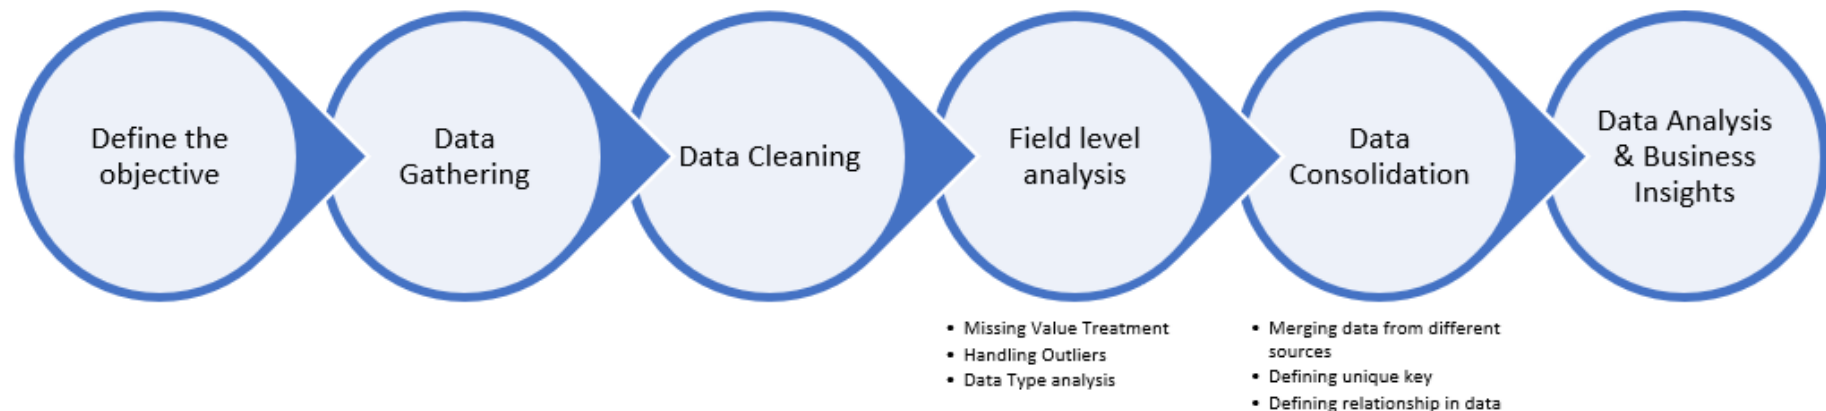 Define the
objective
Data
Gathering
Data Cleaning
Field level
analysis
Data
Consolidation
Data Analysis
& Business
Insights
• Missing Value Treatment
• Handling Outliers
• Data Type analysis
• Merging data from different
sources
• Defining unique key
• Defining relationship in data